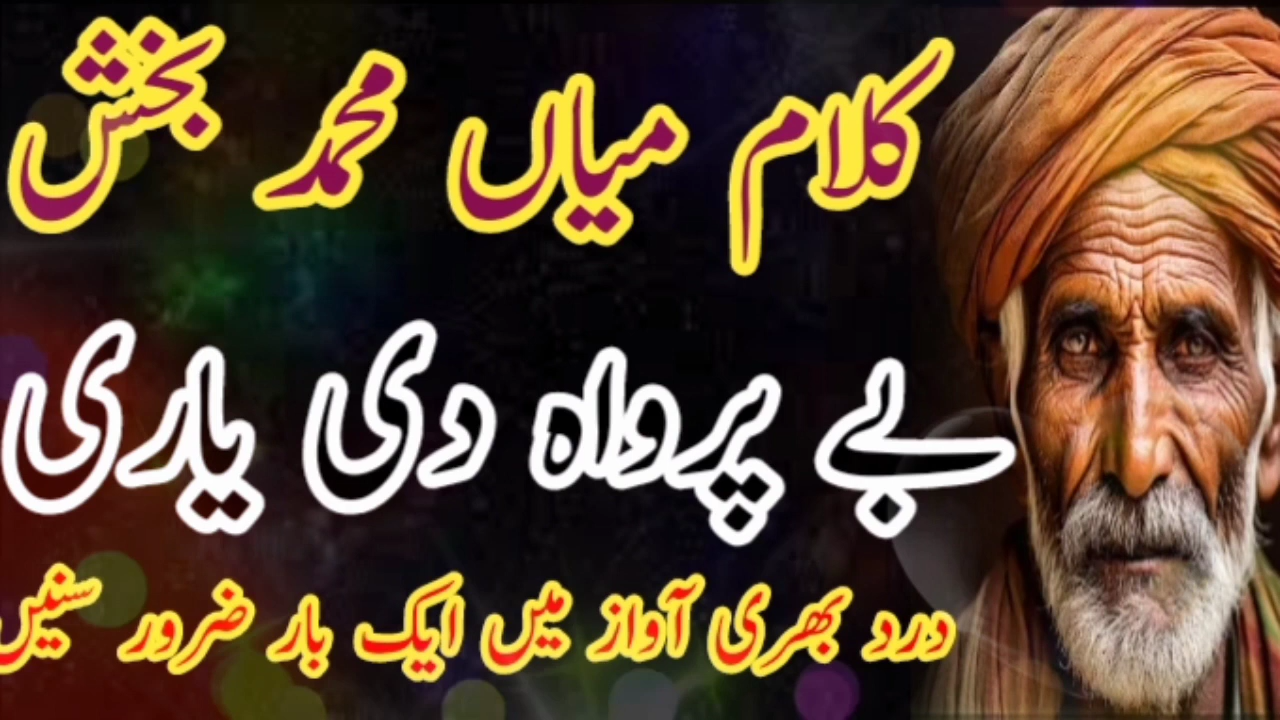 کلام میاں محمد بخش
بے پرواہ دی یاری
درد بھری آواز میں ایک بار ضرور سنیں